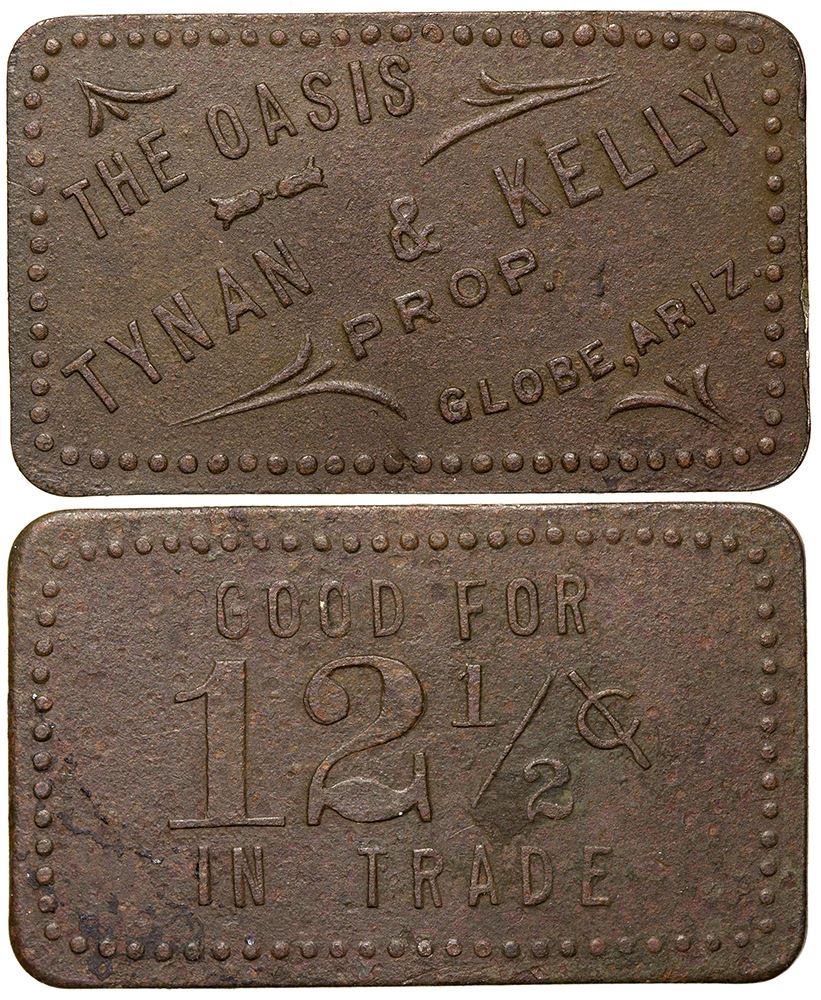 THE OASIS
TYNAN & KELLY
PROP.
GLOBE, ARIZ.
GOOD FOR
12 1/2 ¢
IN TRADE